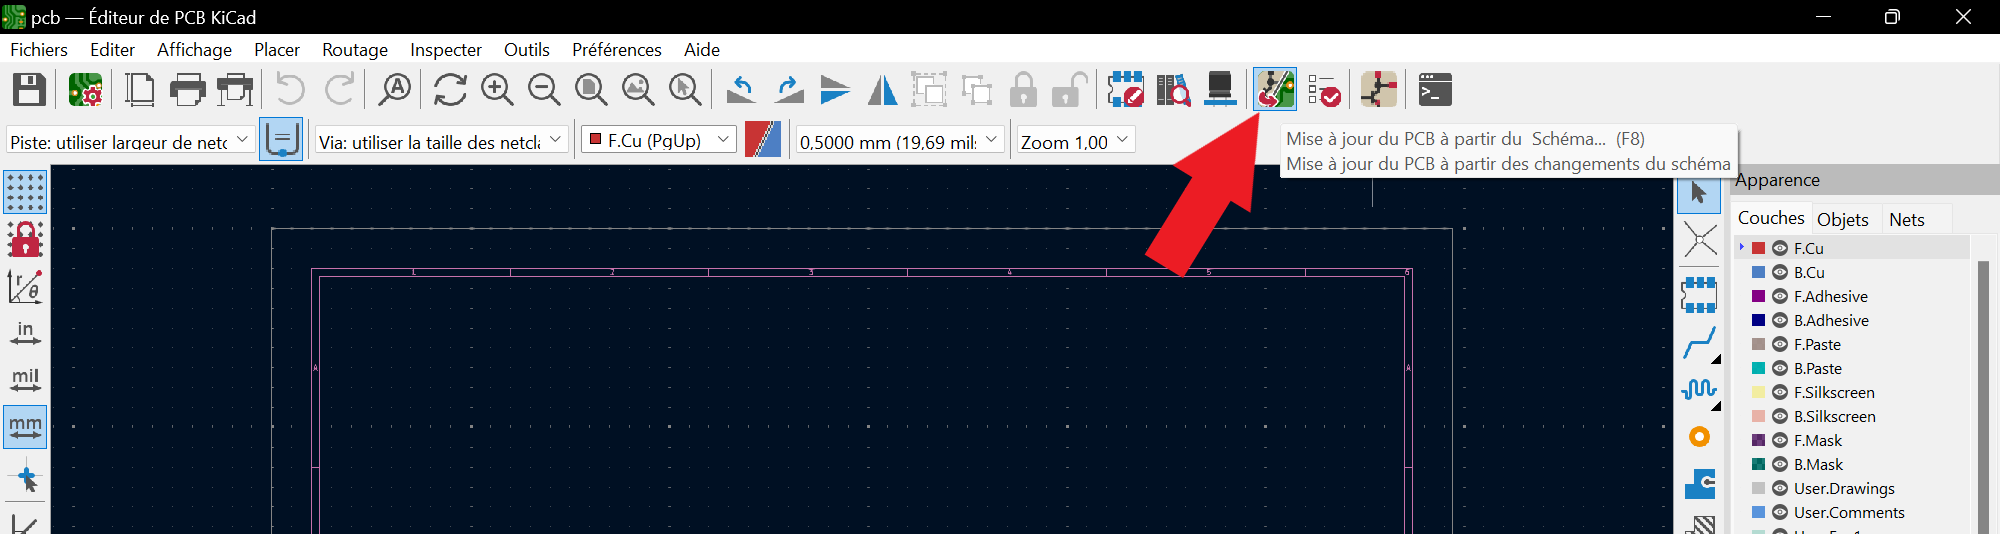 pcb — Éditeur de PCB KiCad
Fichiers Editer Affichage Placer Routage Inspecter Outils Préférences Aide
Piste: utiliser largeur de netc Via: utiliser la taille des netcl F.Cu (PgUp) 0,5000 mm (19,69 mil: Zoom 1,00
Mise à jour du PCB à partir du Schéma... (F8)
Mise à jour du PCB à partir des changements du schéma
Apparence
Couches Objets Nets
F.Cu
B.Cu
F.Adhesive
B.Adhesive
F.Paste
B.Paste
F.Silkscreen
B.Silkscreen
F.Mask
B.Mask
User.Drawings
User.Comments
r θ
in
mil
mm
1 2 3 4 5 6
A A